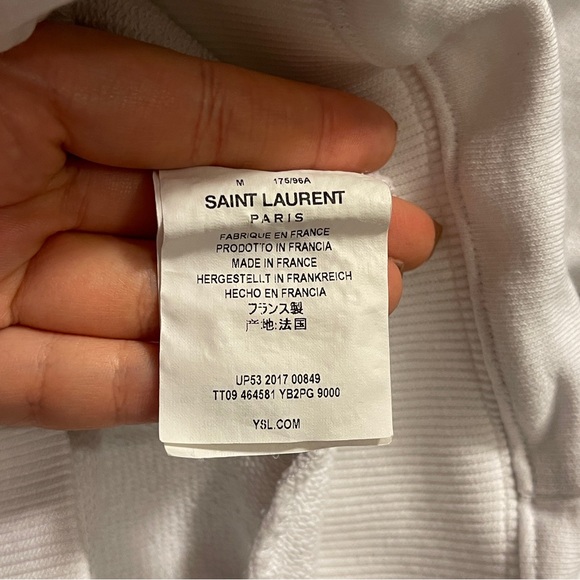 M 175/96A
SAINT LAURENT
PARIS
FABRIQUE EN FRANCE
PRODOTTO IN FRANCIA
MADE IN FRANCE
HERGESTELLT IN FRANKREICH
HECHO EN FRANCIA
フランス製
产地:法国
UP53 2017 00849
TT09 464581 YB2PG 9000
YSL.COM